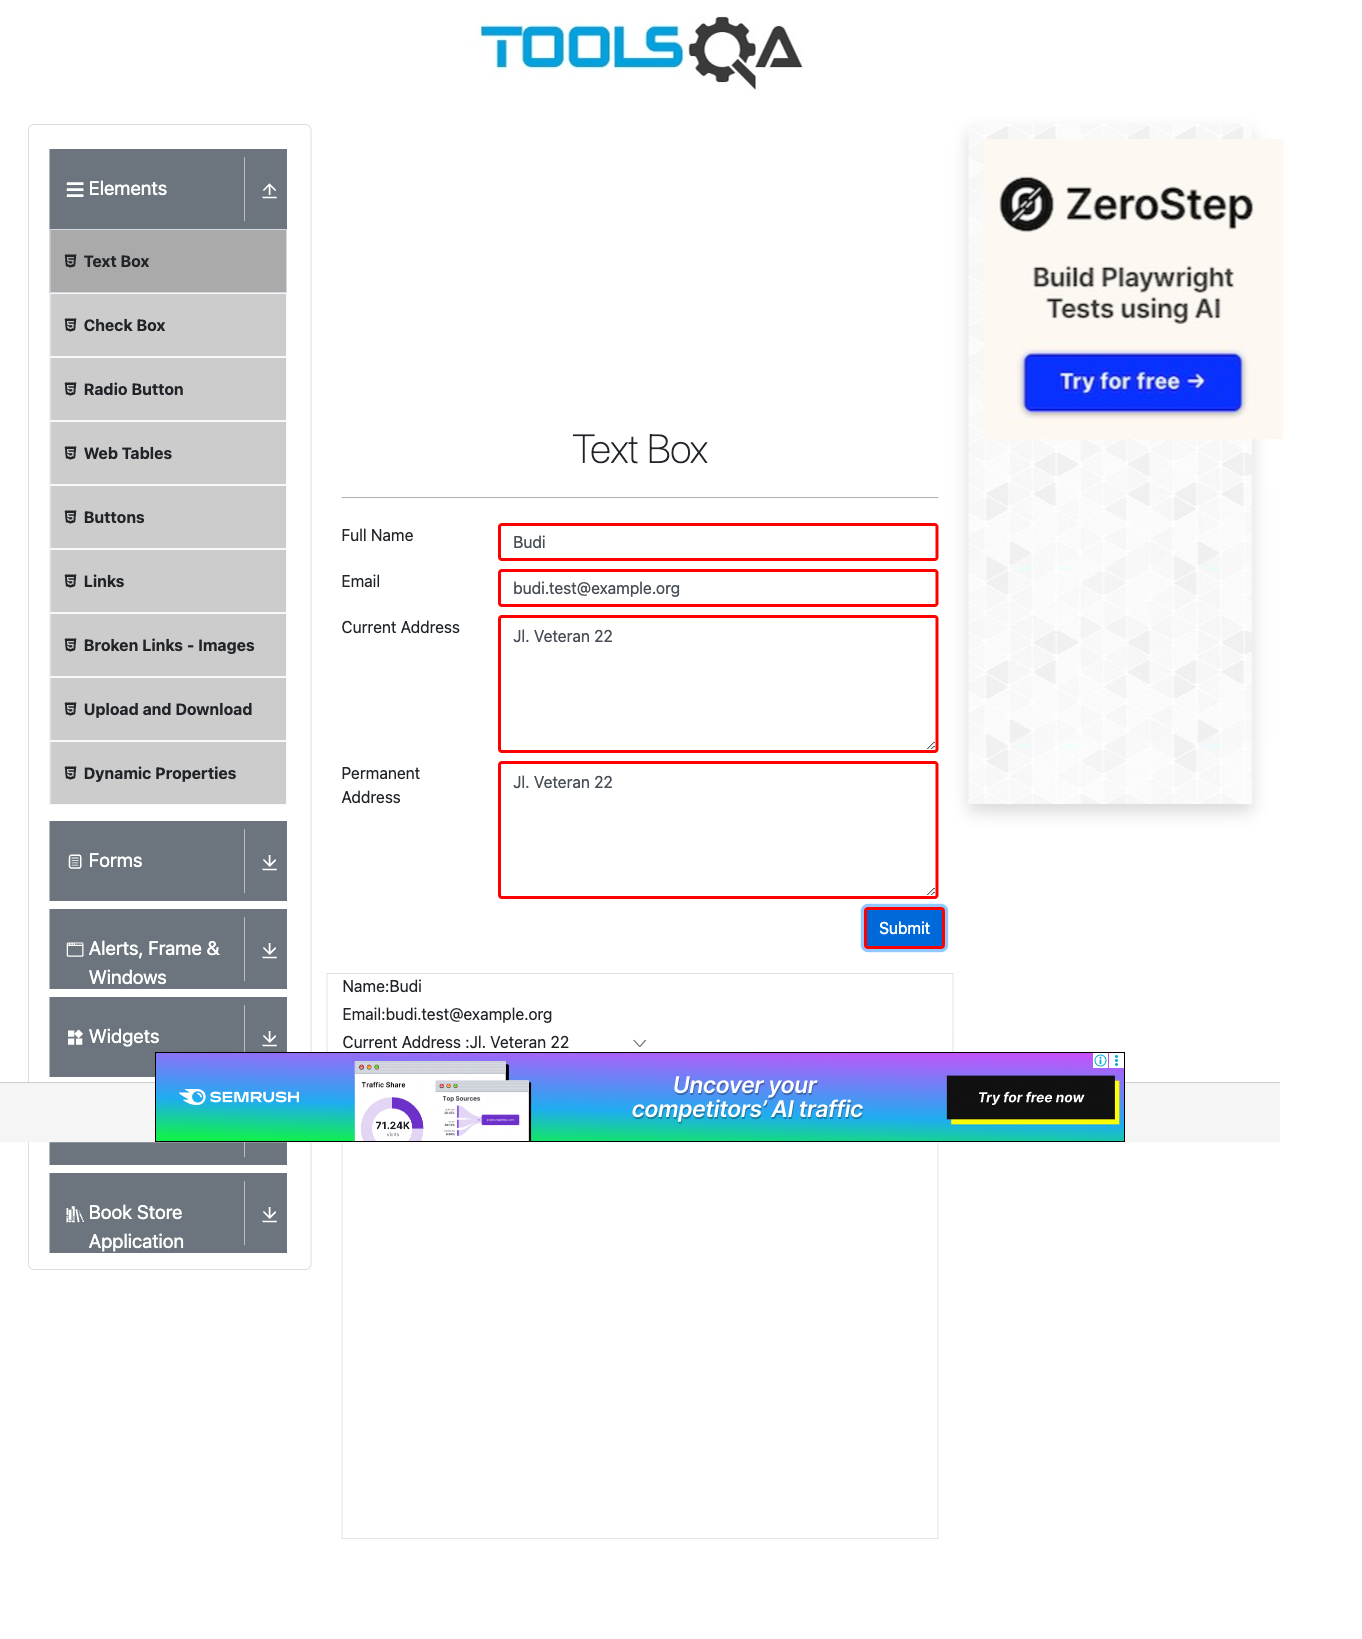 TOOLSQA
Elements
Text Box
Check Box
Radio Button
Web Tables
Buttons
Links
Broken Links - Images
Upload and Download
Dynamic Properties
Forms
Alerts, Frame &
Windows
Widgets
Book Store
Application
Text Box
Full Name
Budi
Email
budi.test@example.org
Current Address
Jl. Veteran 22
Permanent
Address
Jl. Veteran 22
Submit
Name:Budi
Email:budi.test@example.org
Current Address :Jl. Veteran 22
ZeroStep
Build Playwright
Tests using AI
Try for free →
SEMRUSH
Traffic Share
71.24K
Top Sources
Uncover your
competitors' AI traffic
Try for free now